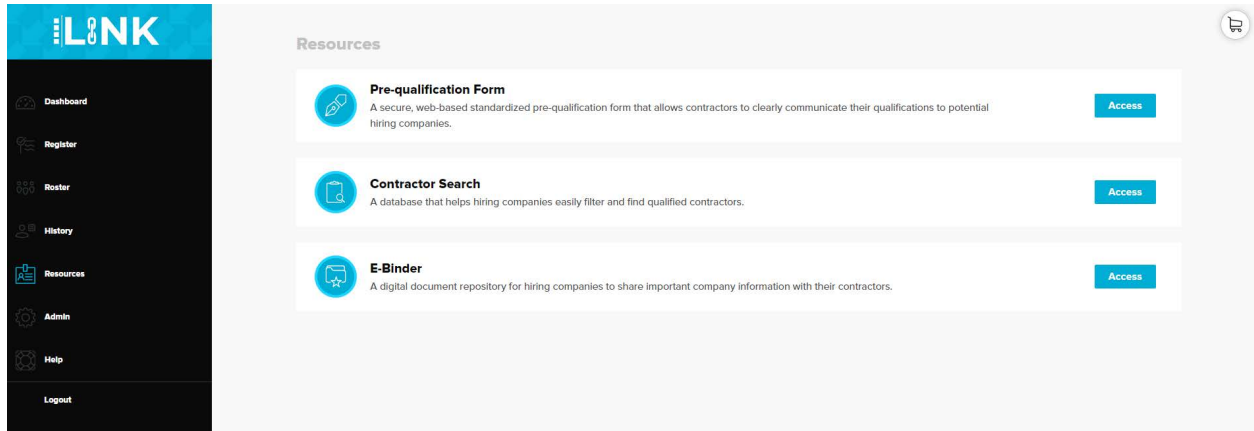 LINK
Resources
Dashboard
Register
Roster
History
Resources
Admin
Help
Logout
Pre-qualification Form
A secure, web-based standardized pre-qualification form that allows contractors to clearly communicate their qualifications to potential
hiring companies.
Access
Contractor Search
A database that helps hiring companies easily filter and find qualified contractors.
Access
E-Binder
A digital document repository for hiring companies to share important company information with their contractors.
Access